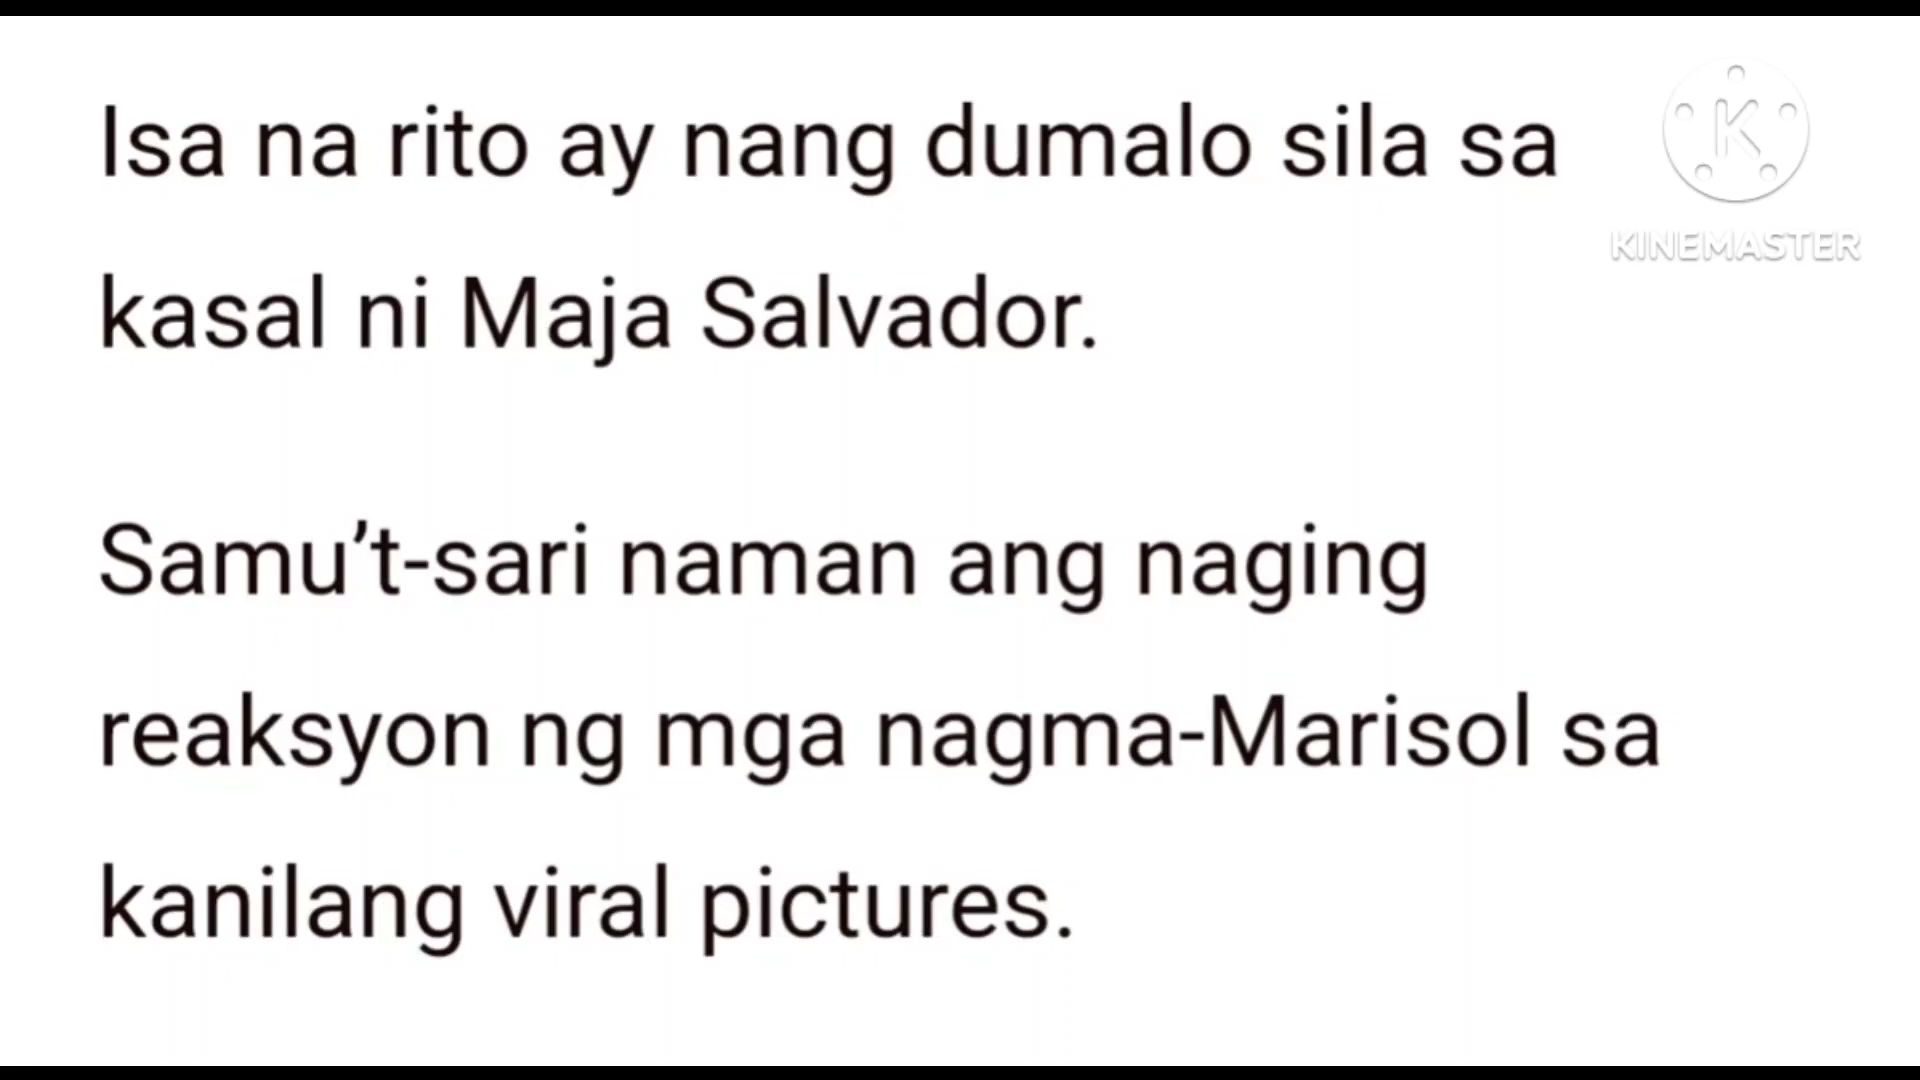 Isa na rito ay nang dumalo sila sa
kasal ni Maja Salvador.
Samu’t-sari naman ang naging
reaksyon ng mga nagma-Marisol sa
kanilang viral pictures.
K
KINEMASTER